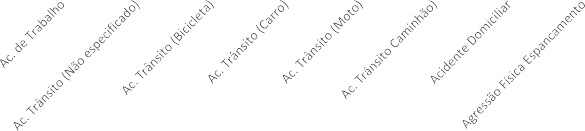 Ac. de Trabalho
Ac. Trânsito (Não especificado)
Ac. Trânsito (Bicicleta)
Ac. Trânsito (Carro)
Ac. Trânsito (Moto)
Ac. Trânsito Caminhão)
Acidente Domiciliar
Agressão Física Espancamento